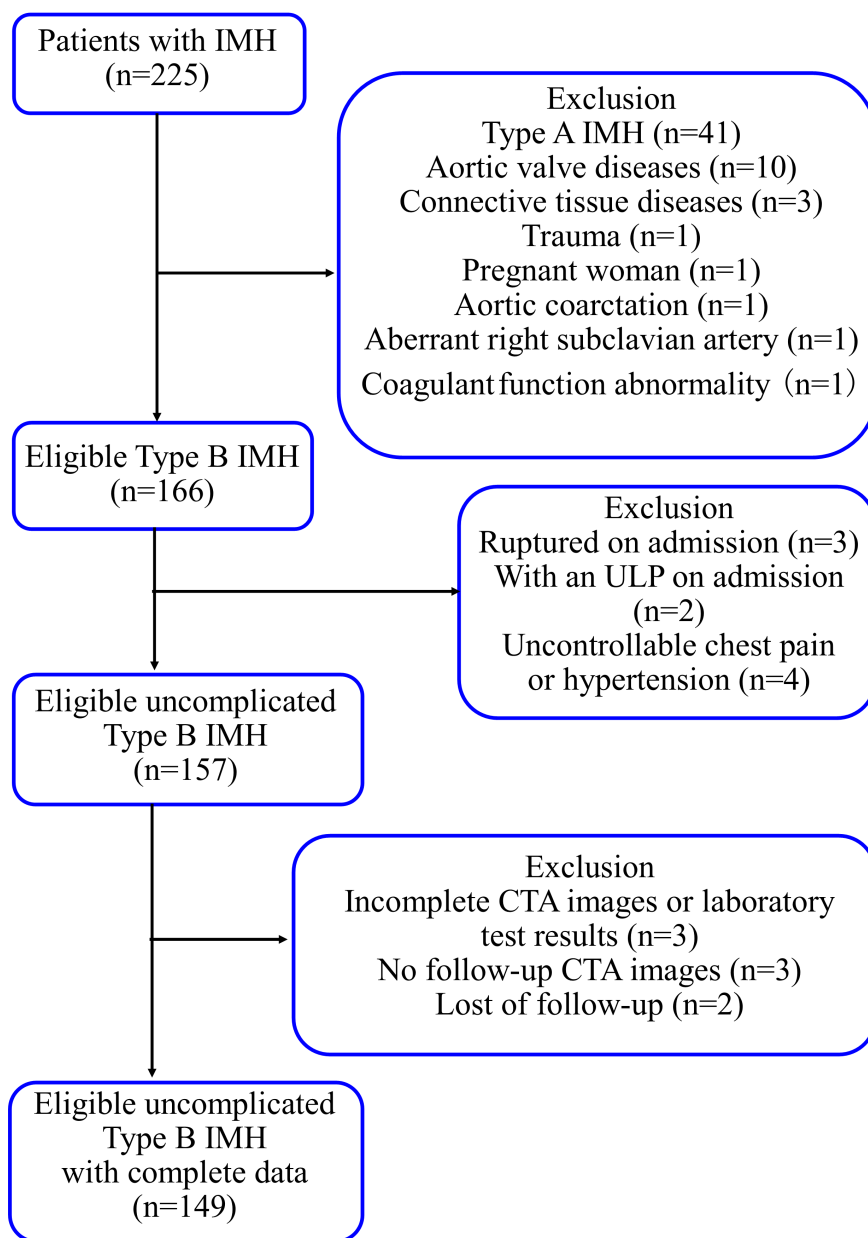 Patients with IMH
(n=225)
Exclusion
Type A IMH (n=41)
Aortic valve diseases (n=10)
Connective tissue diseases (n=3)
Trauma (n=1)
Pregnant woman (n=1)
Aortic coarctation (n=1)
Aberrant right subclavian artery (n=1)
Coagulant function abnormality（n=1）
Eligible Type B IMH
(n=166)
Exclusion
Ruptured on admission (n=3)
With an ULP on admission
(n=2)
Uncontrollable chest pain
or hypertension (n=4)
Eligible uncomplicated
Type B IMH
(n=157)
Exclusion
Incomplete CTA images or laboratory
test results (n=3)
No follow-up CTA images (n=3)
Lost of follow-up (n=2)
Eligible uncomplicated
Type B IMH
with complete data
(n=149)